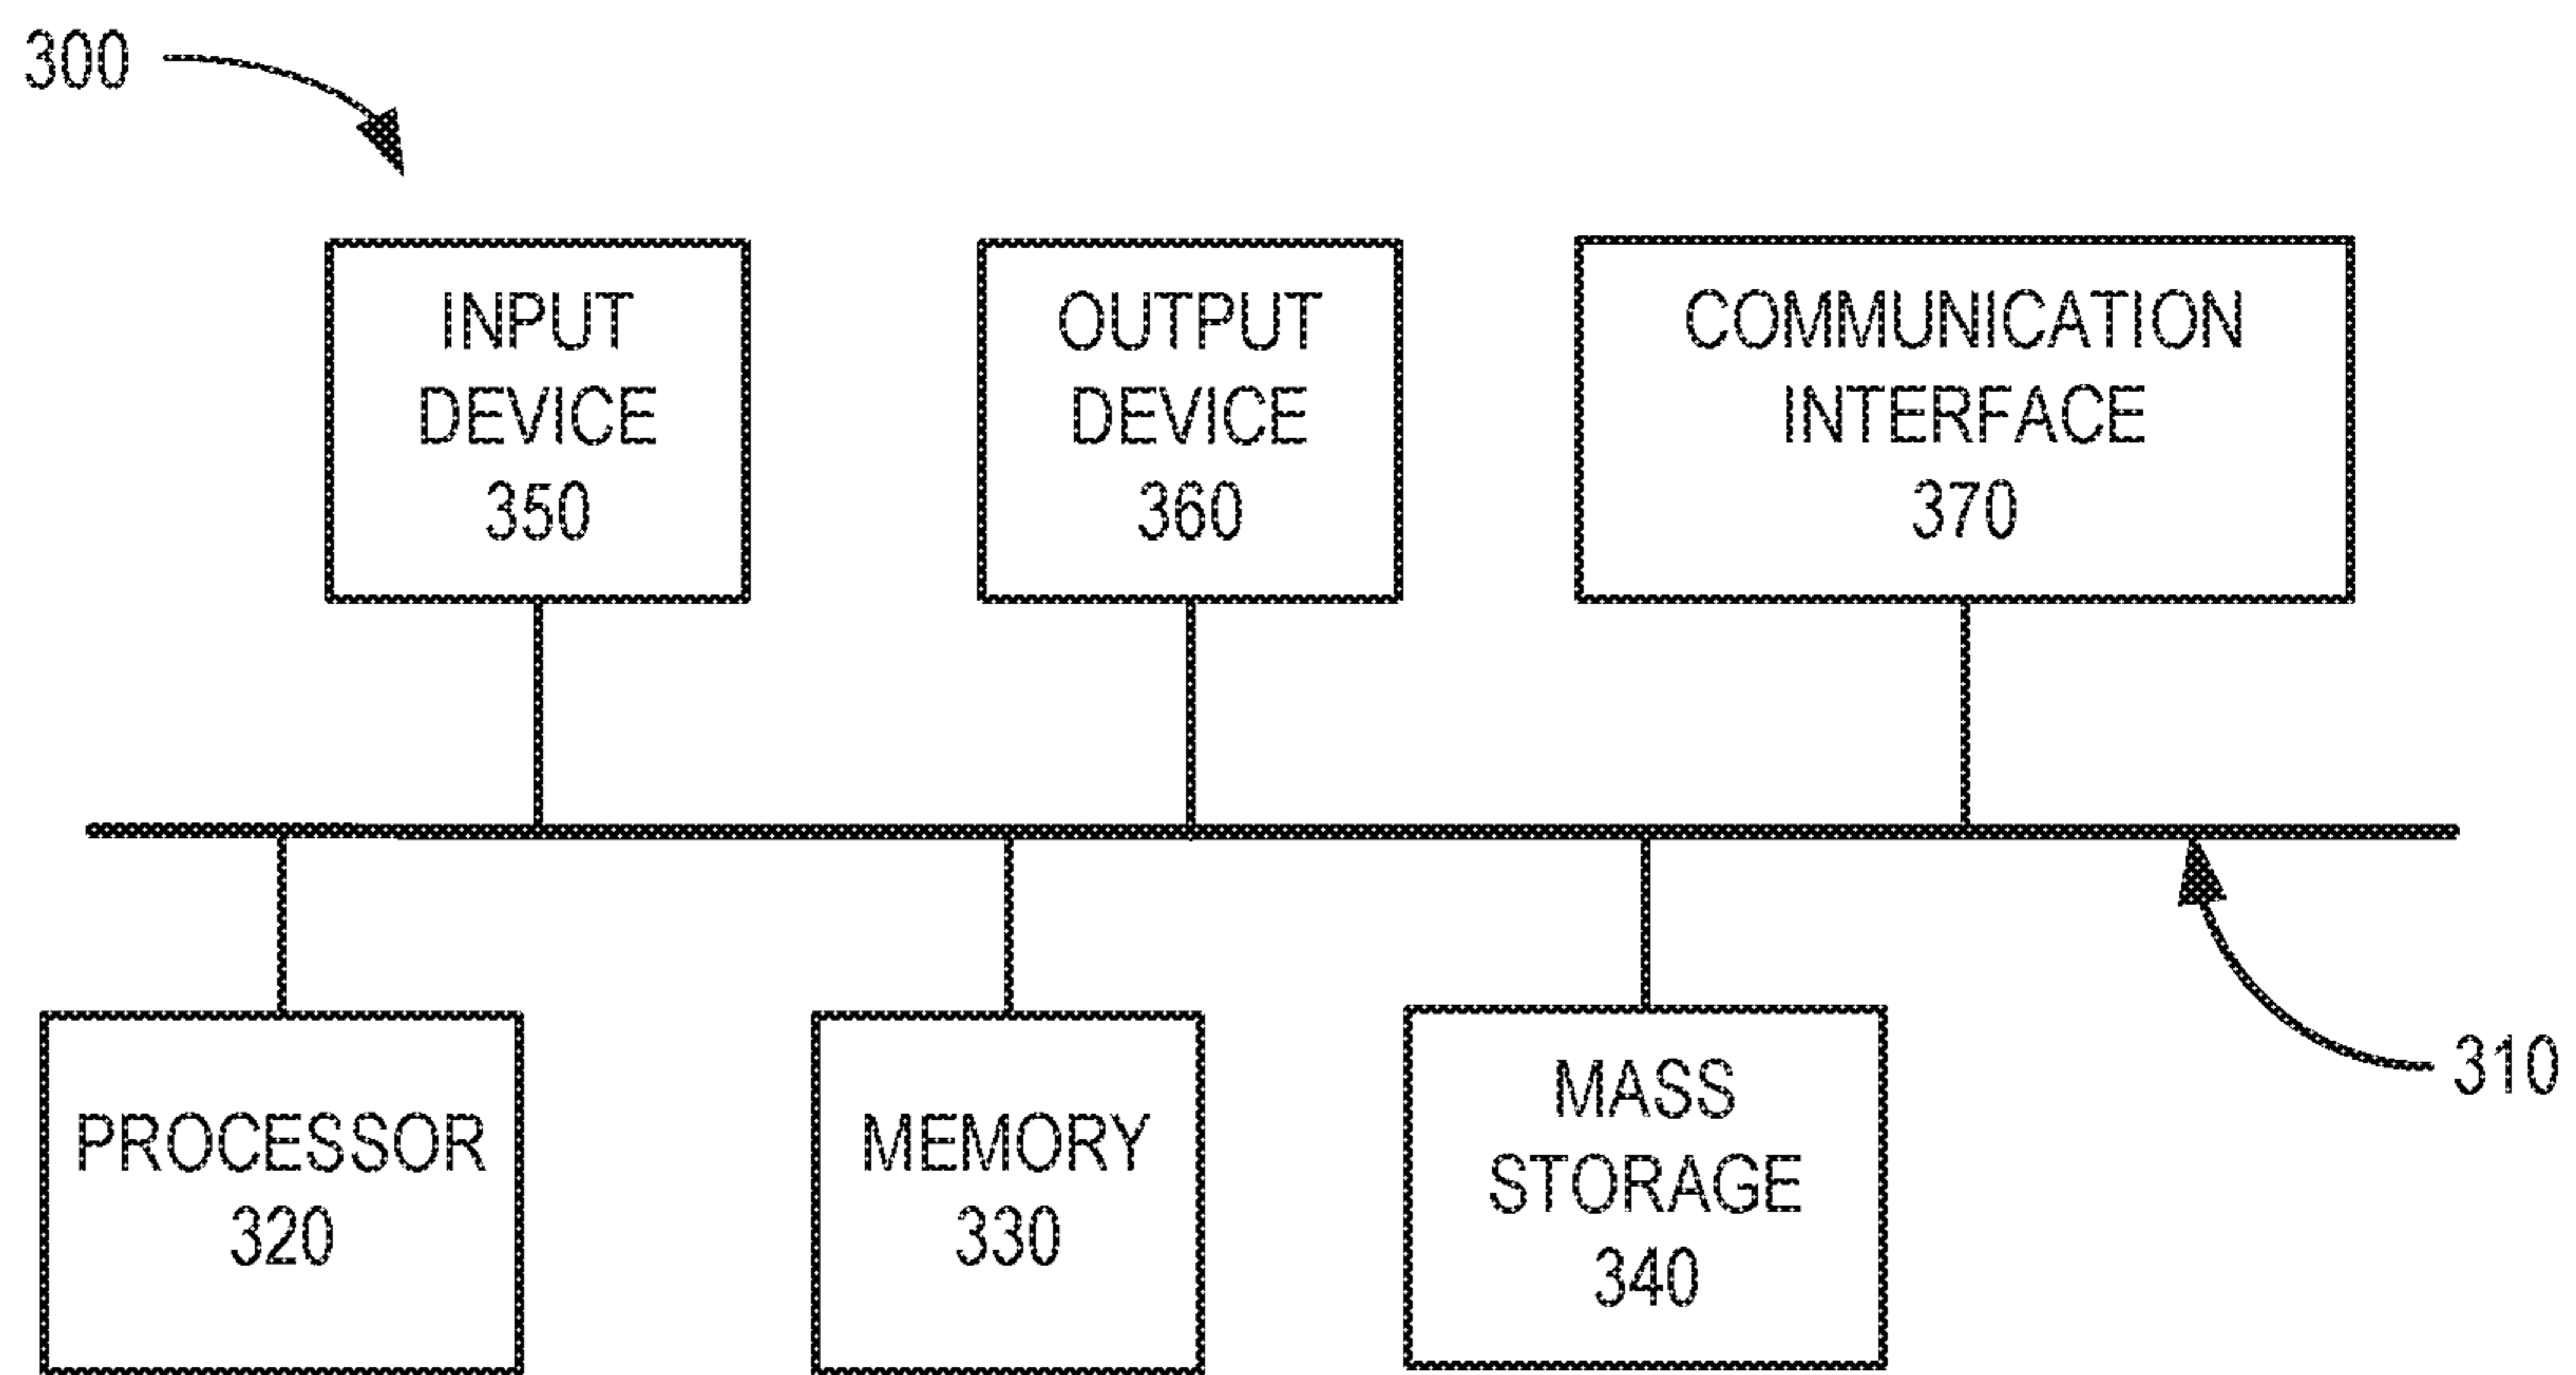 300
INPUT
DEVICE
350
OUTPUT
DEVICE
360
COMMUNICATION
INTERFACE
370
PROCESSOR
320
MEMORY
330
MASS
STORAGE
340
310